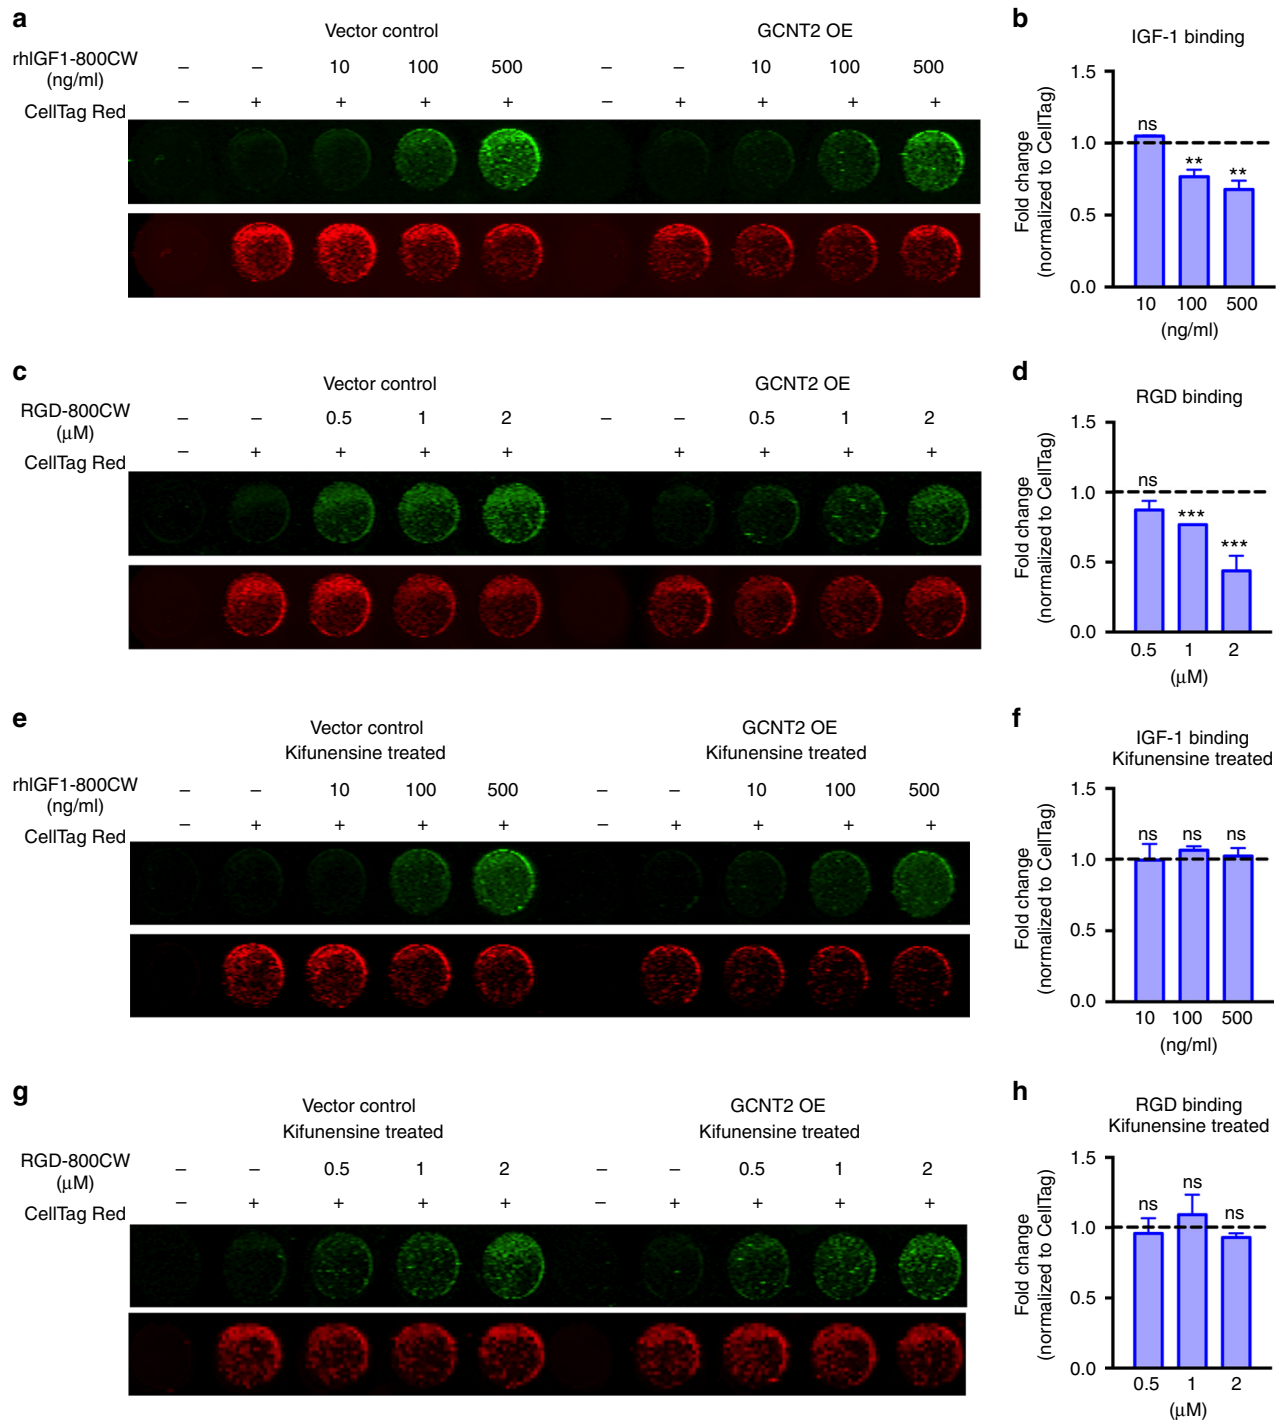 a
Vector control
GCNT2 OE
rhIGF1-800CW
(ng/ml)
– – 10 100 500 – – 10 100 500
CellTag Red – + + + + – + + + +
b
IGF-1 binding
Fold change
(normalized to CellTag)
1.5
1.0
0.5
0.0
ns
**
**
10 100 500
(ng/ml)
c
Vector control
GCNT2 OE
RGD-800CW
(μM)
– – 0.5 1 2 – – 0.5 1 2
CellTag Red – + + + + + + + +
d
RGD binding
Fold change
(normalized to CellTag)
1.5
1.0
0.5
0.0
ns
***
***
0.5 1 2
(μM)
e
Vector control
Kifunensine treated
GCNT2 OE
Kifunensine treated
rhIGF1-800CW
(ng/ml)
– – 10 100 500 – – 10 100 500
CellTag Red – + + + + – + + + +
f
IGF-1 binding
Kifunensine treated
Fold change
(normalized to CellTag)
1.5
1.0
0.5
0.0
ns ns ns
10 100 500
(ng/ml)
g
Vector control
Kifunensine treated
GCNT2 OE
Kifunensine treated
RGD-800CW
(μM)
– – 0.5 1 2 – – 0.5 1 2
CellTag Red – + + + + – + + + +
h
RGD binding
Kifunensine treated
Fold change
(normalized to CellTag)
1.5
1.0
0.5
0.0
ns ns ns
0.5 1 2
(μM)